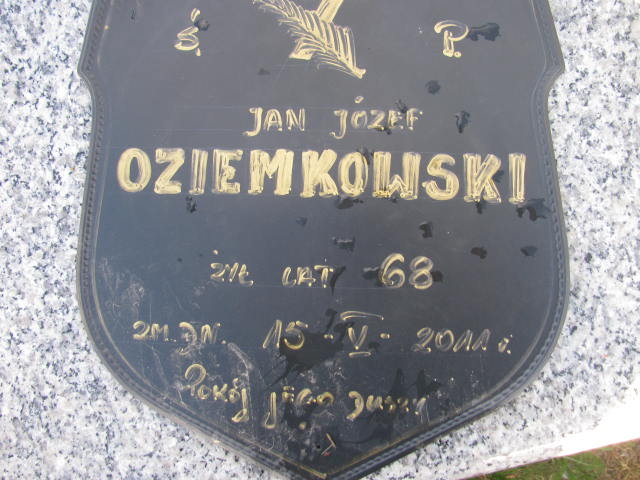 Ś. P.
JAN JÓZEF
OZIEMKOWSKI
ŻYŁ LAT 68
ZM. DN. 15-V-2011 r.
Pokój jego duszy